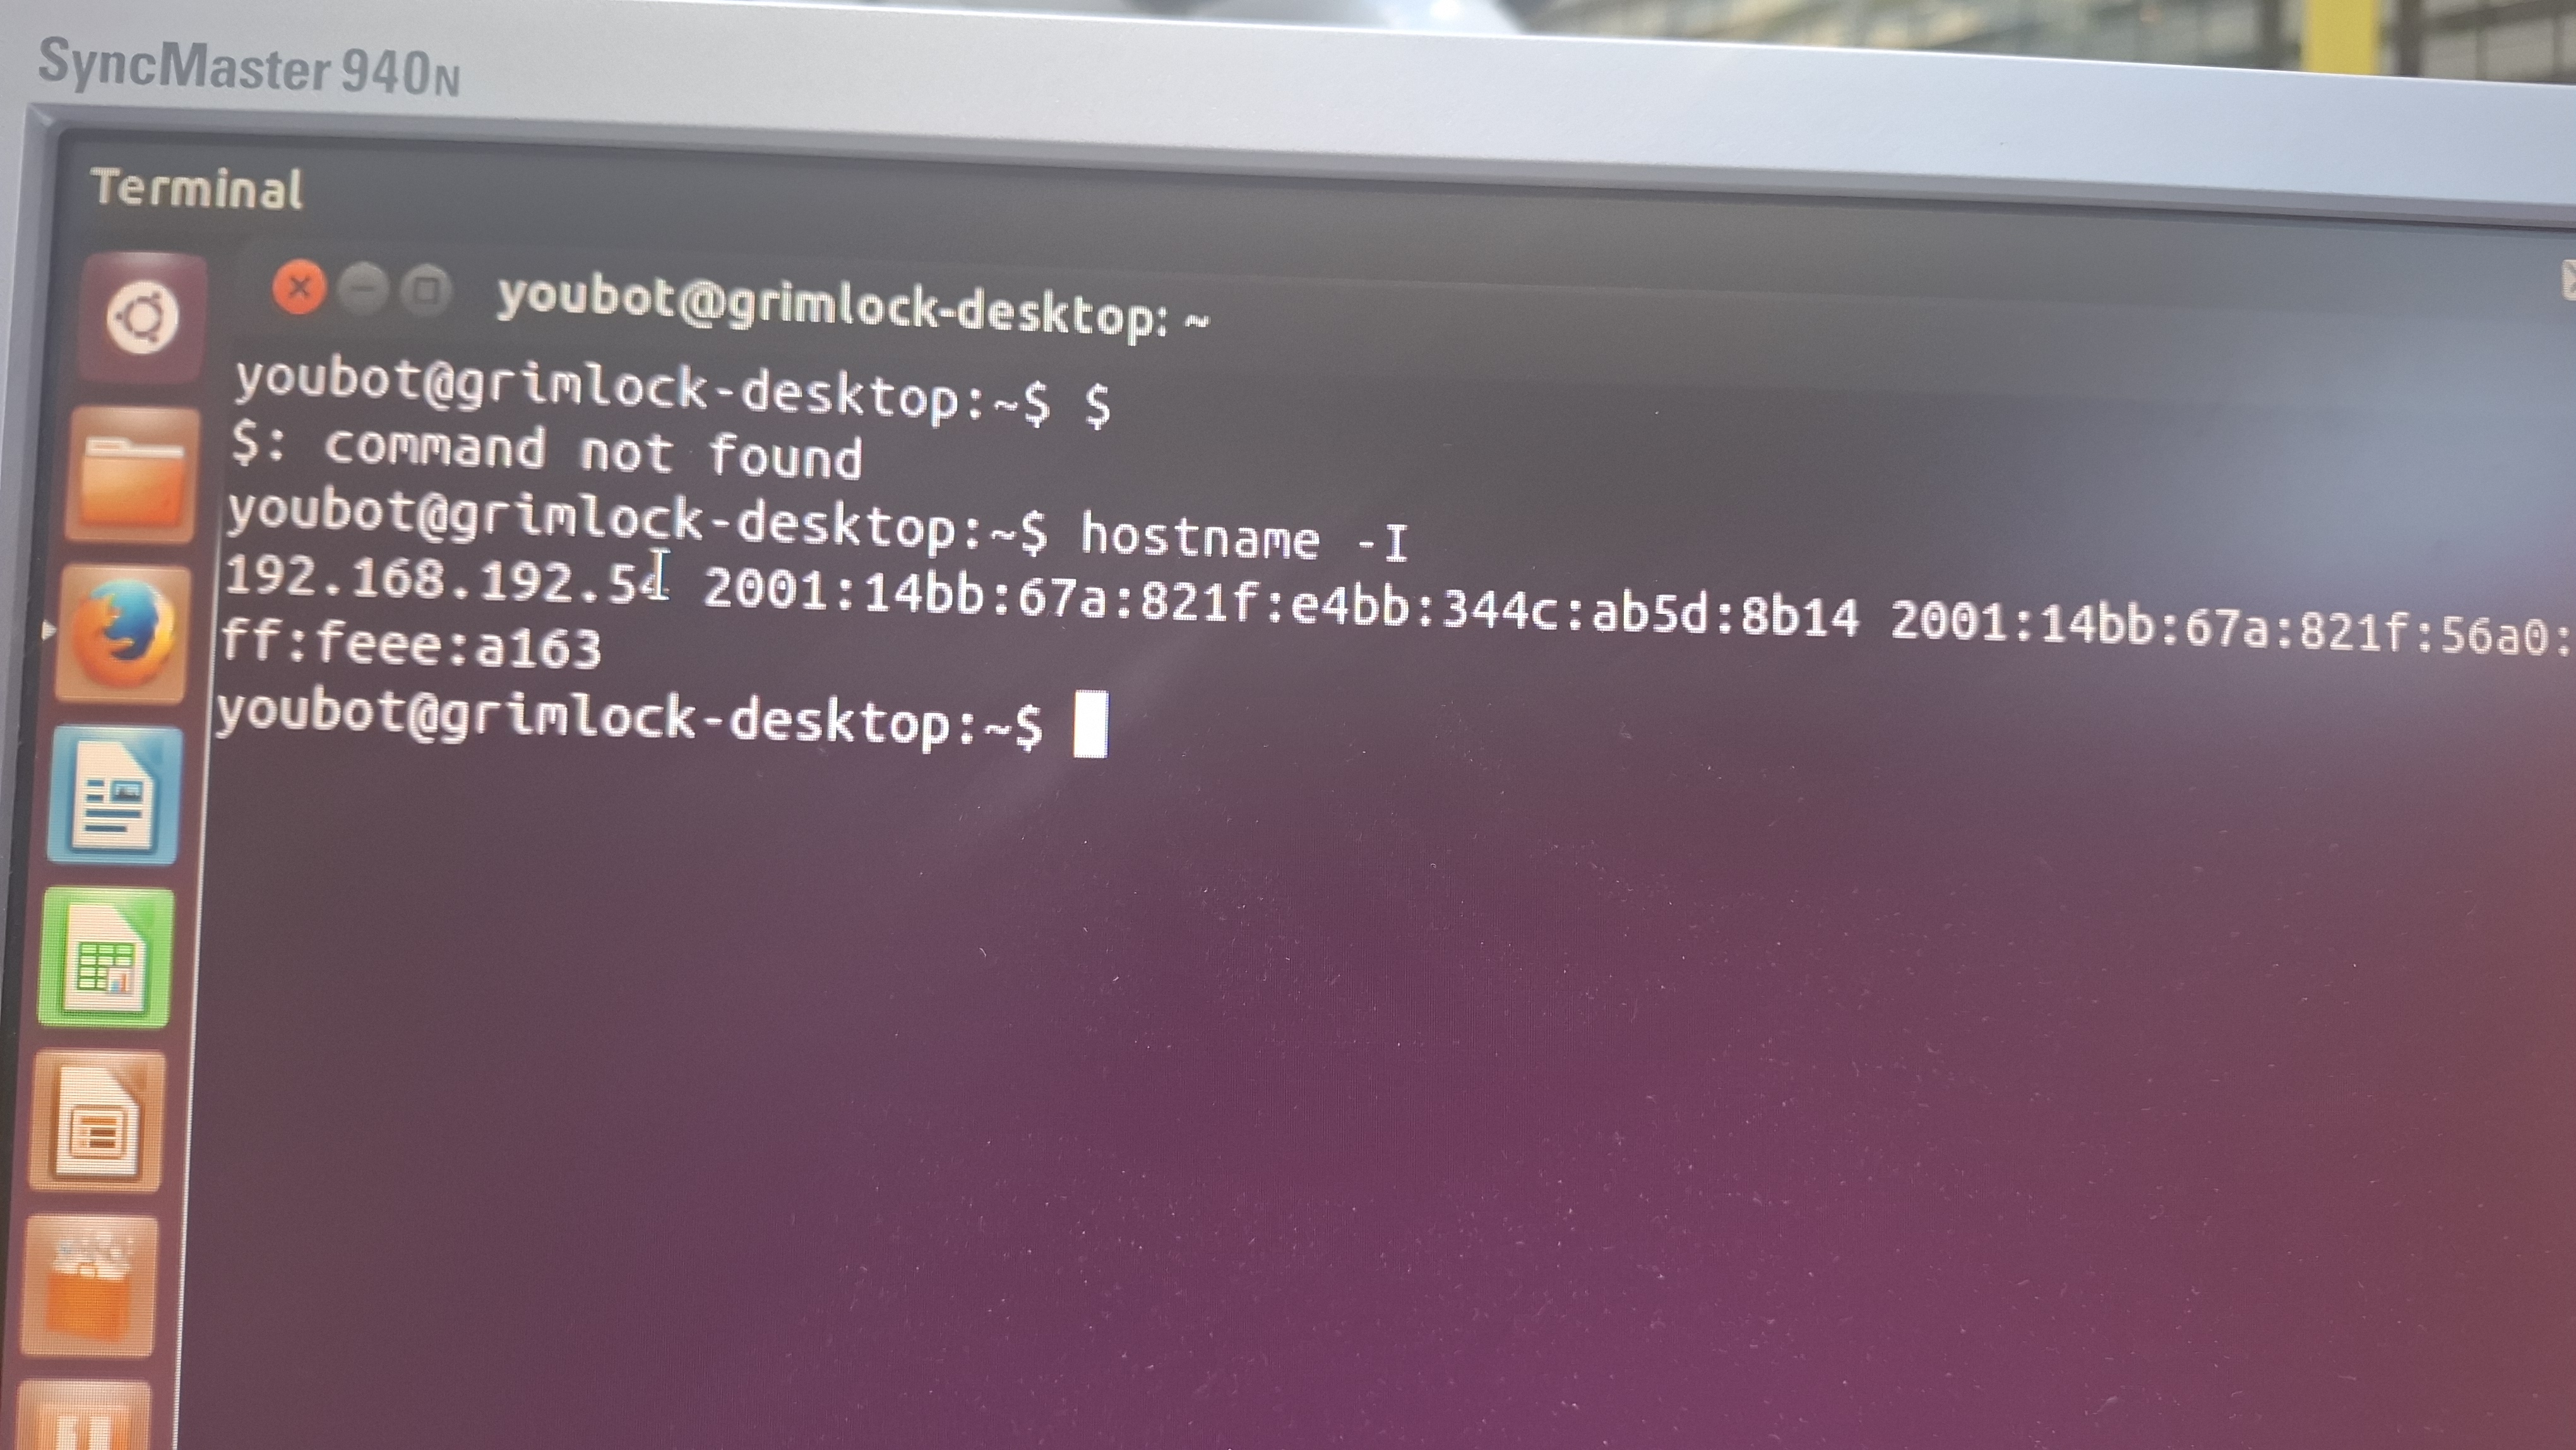 SyncMaster 940N
Terminal
youbot@grimlock-desktop: ~
youbot@grimlock-desktop:~$ $
$: command not found
youbot@grimlock-desktop:~$ hostname -I
192.168.192.54 2001:14bb:67a:821f:e4bb:344c:ab5d:8b14 2001:14bb:67a:821f:56a0:
ff:feee:a163
youbot@grimlock-desktop:~$